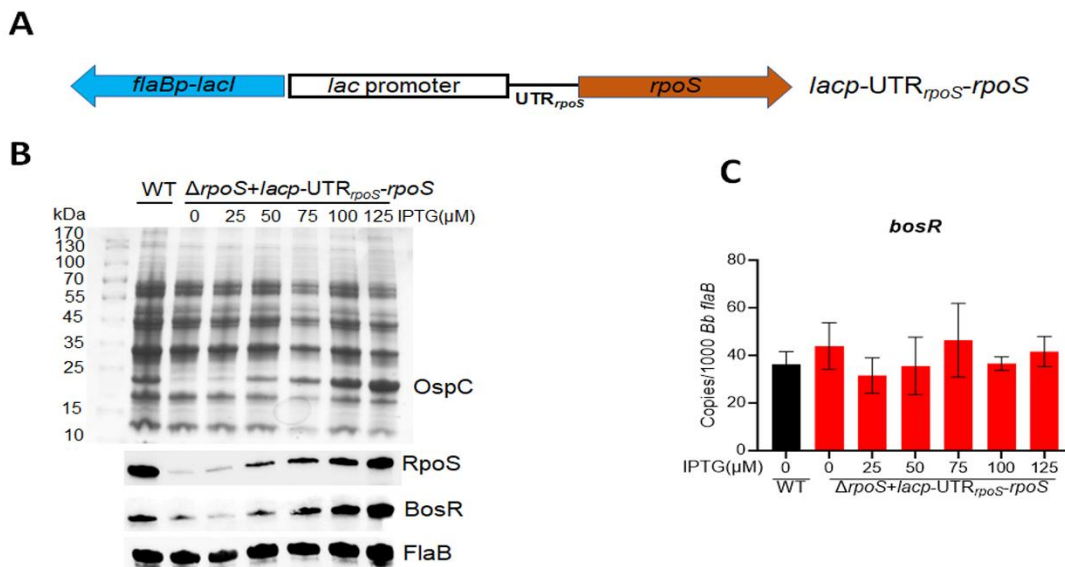 A
flaBp-lacI lac promoter UTRrpoS rpoS lacp-UTRrpoS-rpoS
B
WT ΔrpoS+lacp-UTRrpoS-rpoS
kDa 0 25 50 75 100 125 IPTG(μM)
170
130
100
70
55
45
35
25
OspC
15
10
RpoS
BosR
FlaB
C
bosR
Copies/1000 Bb flaB
80
60
40
20
0
IPTG(μM) 0 0 25 50 75 100 125
WT ΔrpoS+lacp-UTRrpoS-rpoS